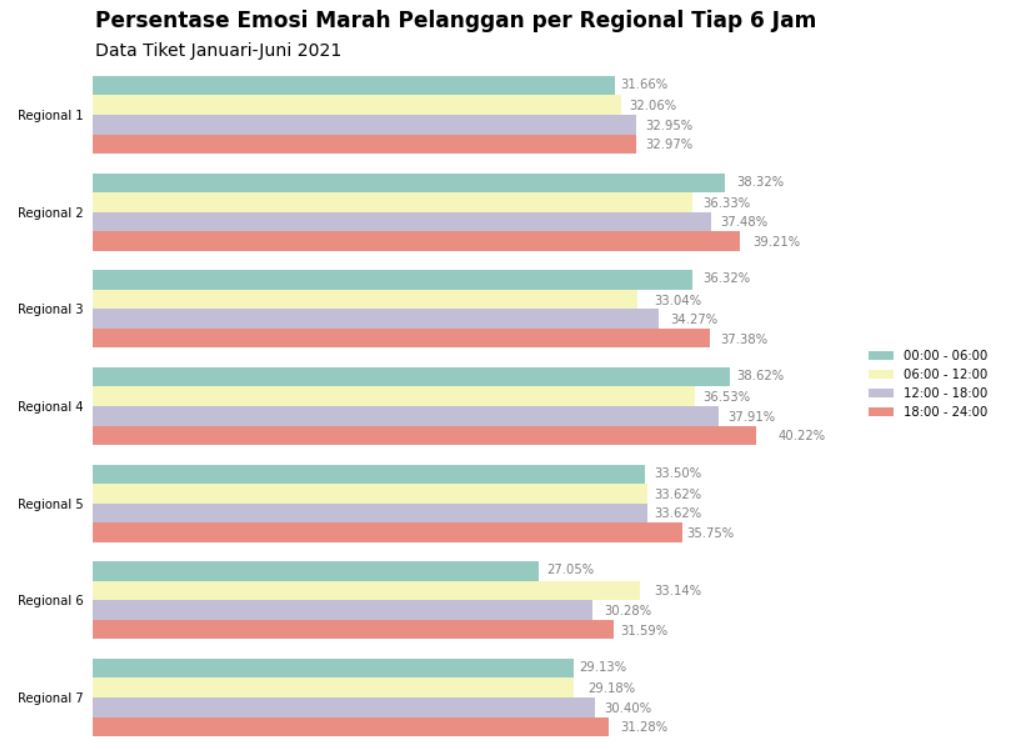 Persentase Emosi Marah Pelanggan per Regional Tiap 6 Jam
Data Tiket Januari-Juni 2021
31.66%
Regional 1
32.06%
32.95%
32.97%
38.32%
Regional 2
36.33%
37.48%
39.21%
36.32%
Regional 3
33.04%
34.27%
37.38%
38.62%
Regional 4
36.53%
37.91%
40.22%
33.50%
Regional 5
33.62%
33.62%
35.75%
27.05%
Regional 6
33.14%
30.28%
31.59%
29.13%
Regional 7
29.18%
30.40%
31.28%
00:00 - 06:00
06:00 - 12:00
12:00 - 18:00
18:00 - 24:00